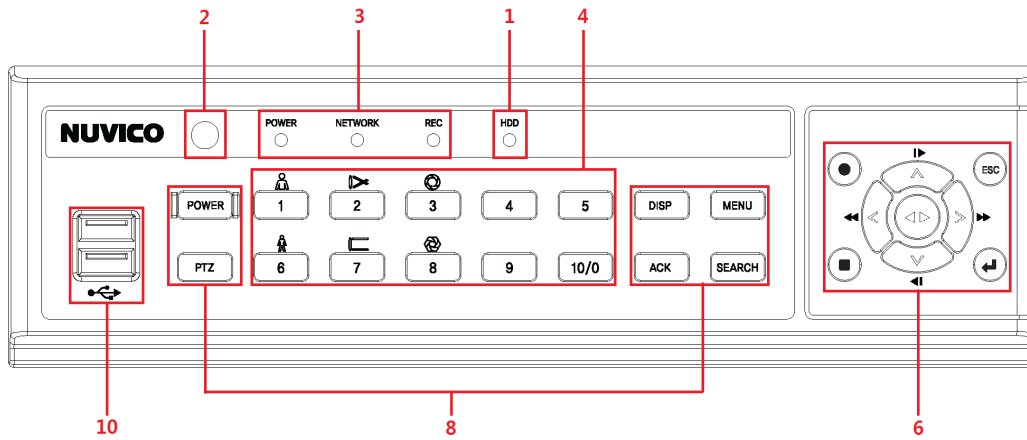 2 3 1 4
NUVICO POWER NETWORK REC HDD
POWER 1 2 3 4 5 DISP MENU ESC
PTZ 6 7 8 9 10/0 ACK SEARCH
10 8 6